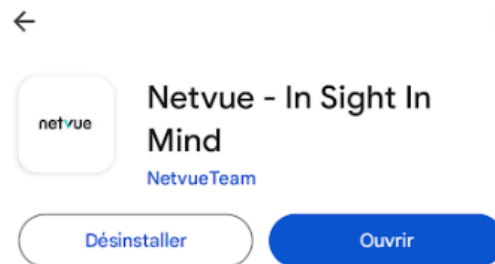 netvue
Netvue - In Sight In
Mind
NetvueTeam
Désinstaller
Ouvrir